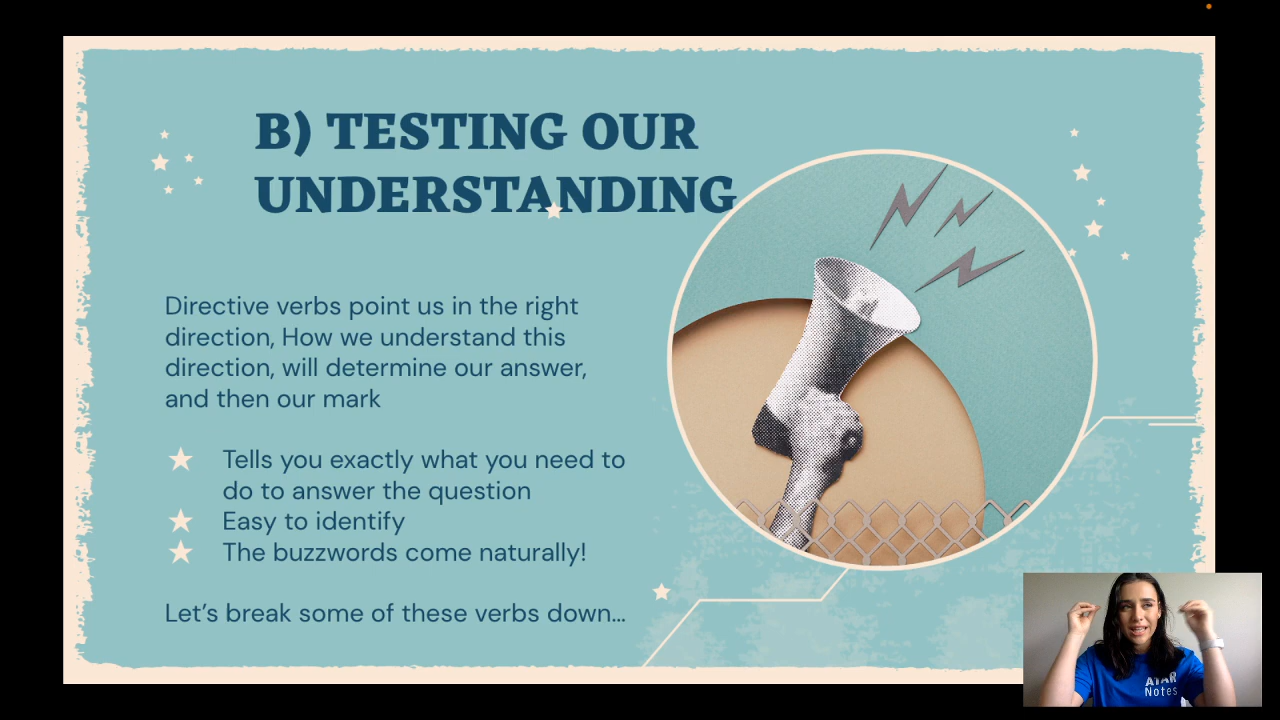 B) TESTING OUR
UNDERSTANDING
Directive verbs point us in the right
direction, How we understand this
direction, will determine our answer,
and then our mark
Tells you exactly what you need to
do to answer the question
Easy to identify
The buzzwords come naturally!
Let's break some of these verbs down...
ATAR
Notes